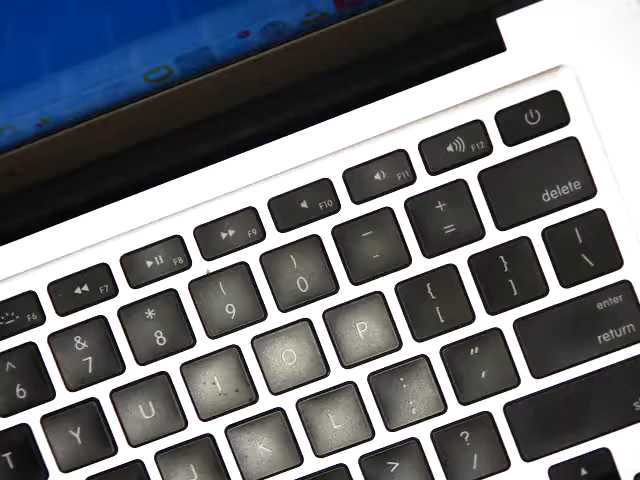 F6 F7 F8 F9 F10 F11 F12
^ 6 & 7 * 8 ( 9 ) 0 _ - + = delete
T Y U I O P { [ } ] | \
J K L : ; " ' enter return
> ? /